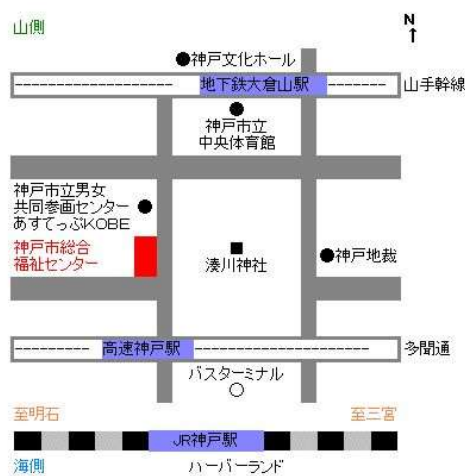 山側
N
神戸文化ホール
地下鉄大倉山駅
山手幹線
神戸市立
中央体育館
神戸市立男女
共同参画センター
あすてっぷKOBE
神戸市総合
福祉センター
湊川神社
神戸地裁
高速神戸駅
多聞通
バスターミナル
至明石
至三宮
JR神戸駅
海側
ハーバーランド